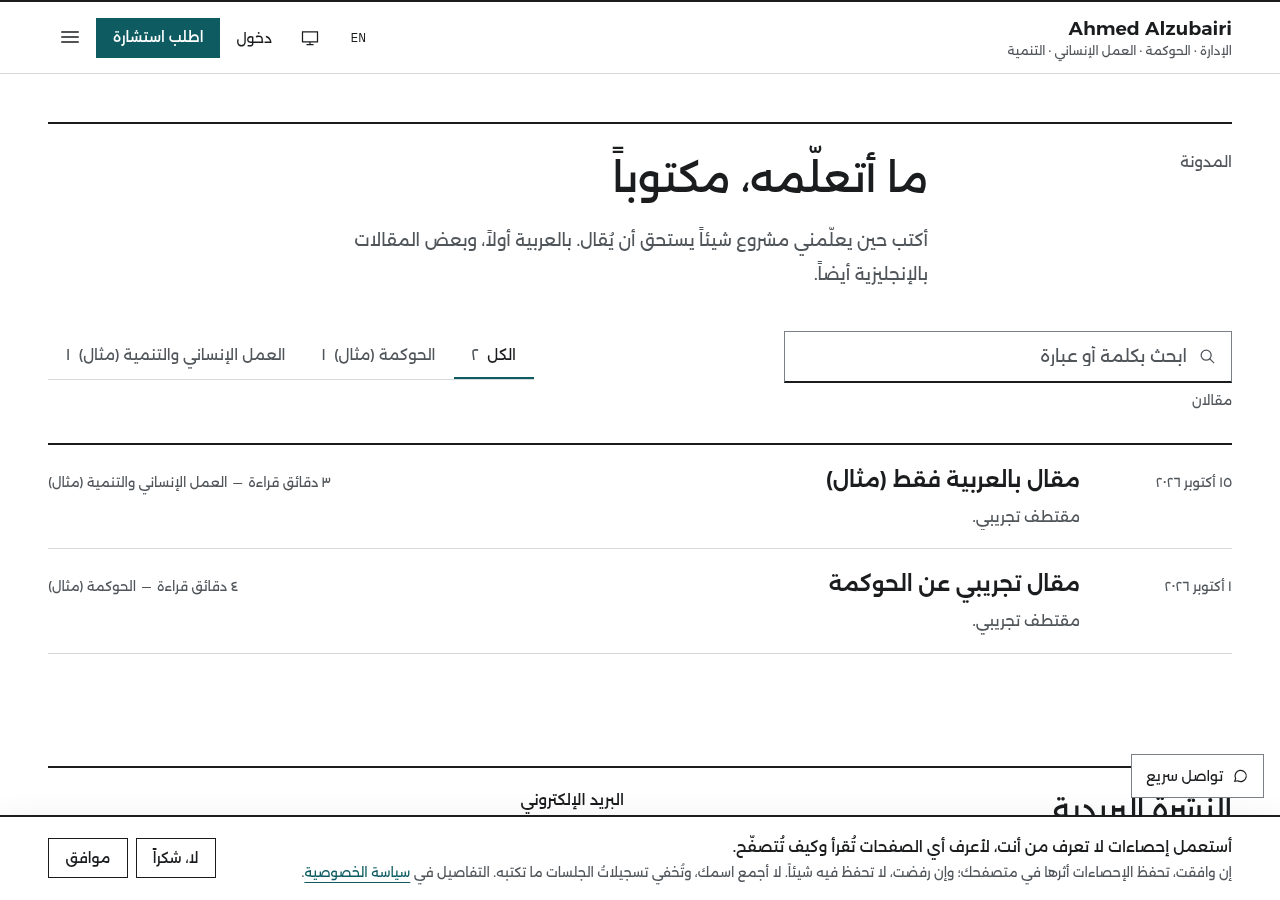 Ahmed Alzubairi
الإدارة · الحوكمة · العمل الإنساني · التنمية
EN
دخول
اطلب استشارة
المدونة
ما أتعلّمه، مكتوباً
أكتب حين يعلّمني مشروع شيئاً يستحق أن يُقال. بالعربية أولاً، وبعض المقالات
بالإنجليزية أيضاً.
ابحث بكلمة أو عبارة
الكل ٢
الحوكمة (مثال) ١
العمل الإنساني والتنمية (مثال) ١
مقالان
١٥ أكتوبر ٢٠٢٦
مقال بالعربية فقط (مثال)
٣ دقائق قراءة — العمل الإنساني والتنمية (مثال)
مقتطف تجريبي.
١ أكتوبر ٢٠٢٦
مقال تجريبي عن الحوكمة
٤ دقائق قراءة — الحوكمة (مثال)
مقتطف تجريبي.
تواصل سريع
النشرة البريدية
البريد الإلكتروني
أستعمل إحصاءات لا تعرف من أنت، لأعرف أي الصفحات تُقرأ وكيف تُتصفّح.
إن وافقت، تحفظ الإحصاءات أثرها في متصفحك؛ وإن رفضت، لا تحفظ فيه شيئاً. لا أجمع اسمك، وتُخفي تسجيلاتُ الجلسات ما تكتبه. التفاصيل في سياسة الخصوصية.
لا، شكراً
موافق